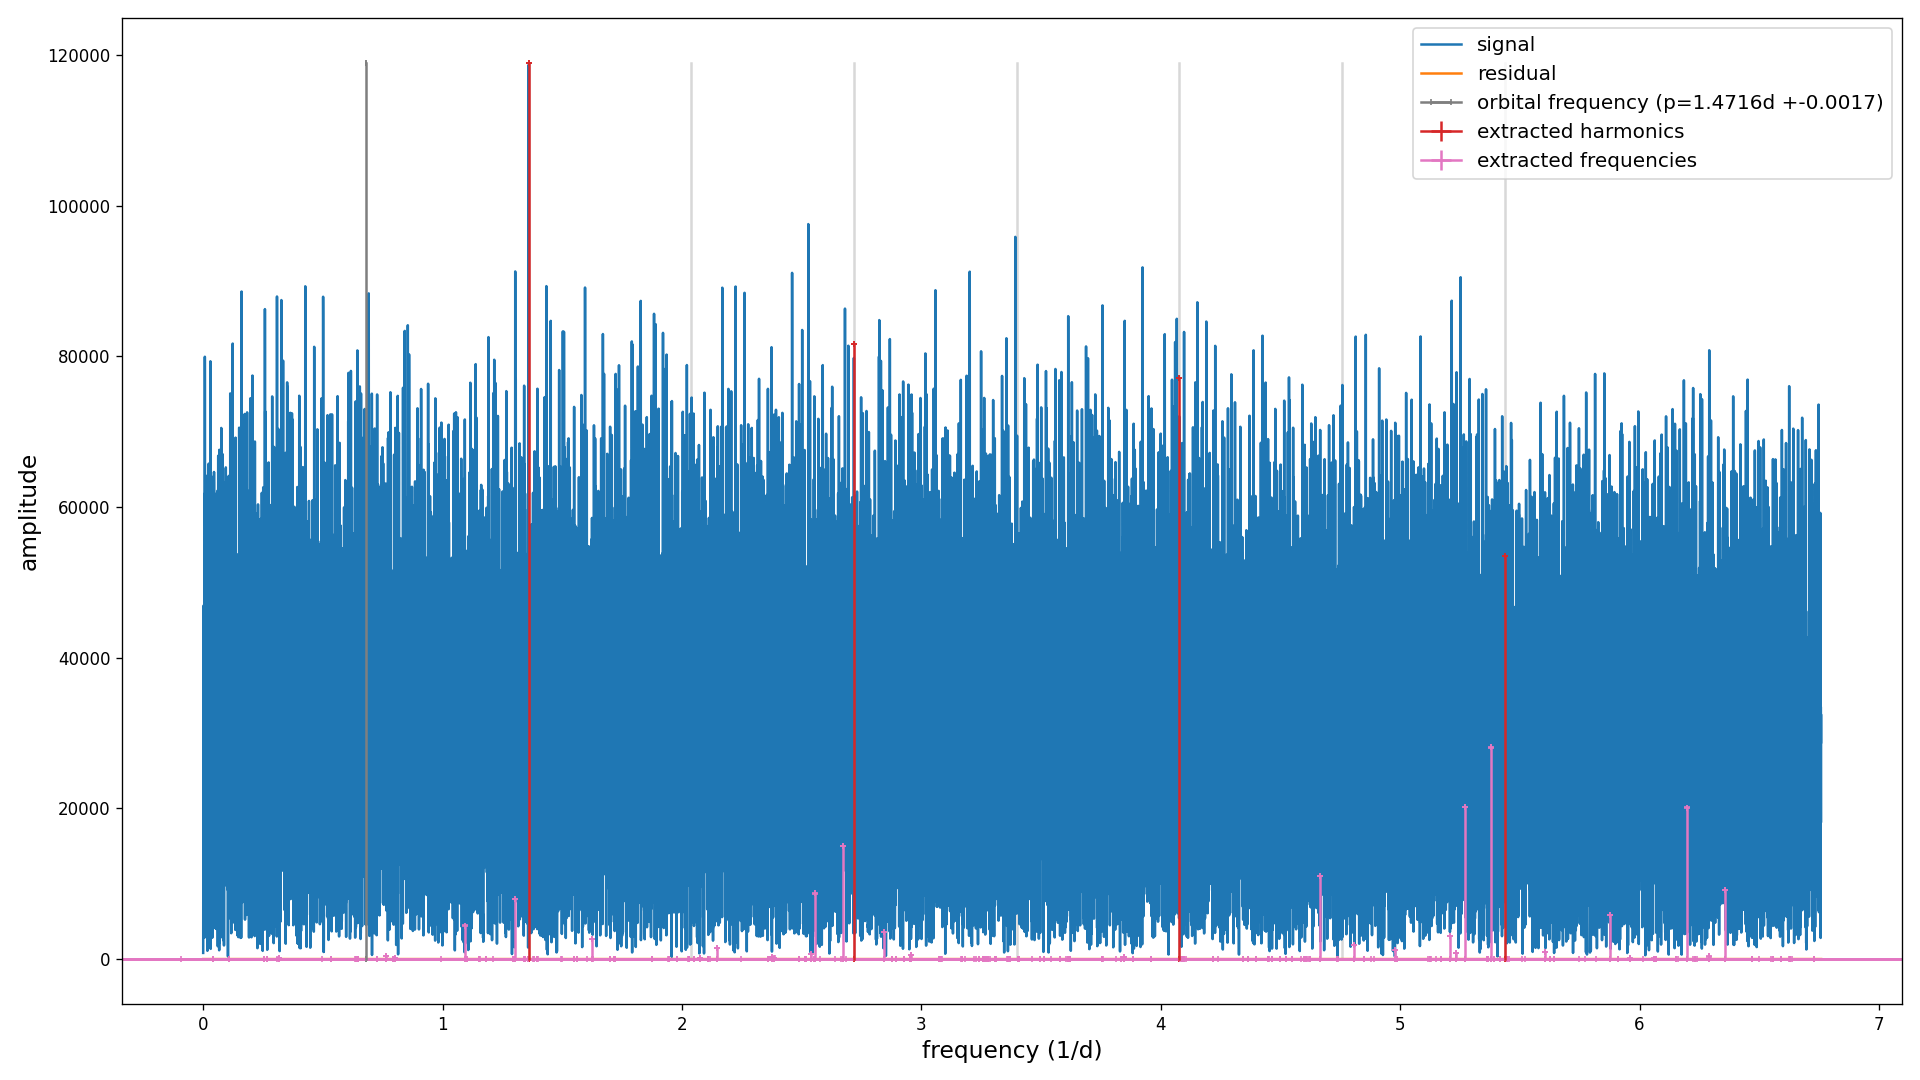 120000
100000
80000
60000
40000
20000
0
amplitude
signal
residual
orbital frequency (p=1.4716d +-0.0017)
extracted harmonics
extracted frequencies
0 1 2 3 4 5 6 7
frequency (1/d)